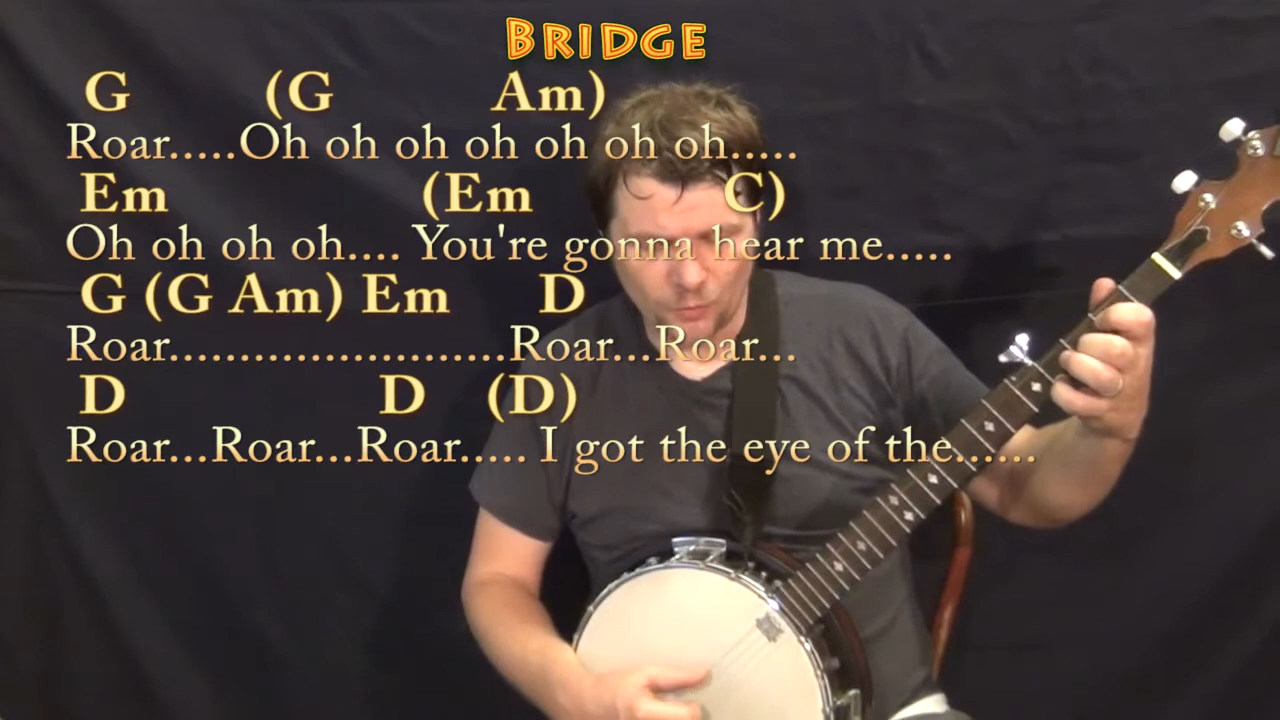 BRIDGE
G (G Am)
Roar.....Oh oh oh oh oh oh oh.....
Em (Em C)
Oh oh oh oh.... You're gonna hear me.....
G (G Am) Em D
Roar........................Roar...Roar...
D D (D)
Roar...Roar...Roar..... I got the eye of the......